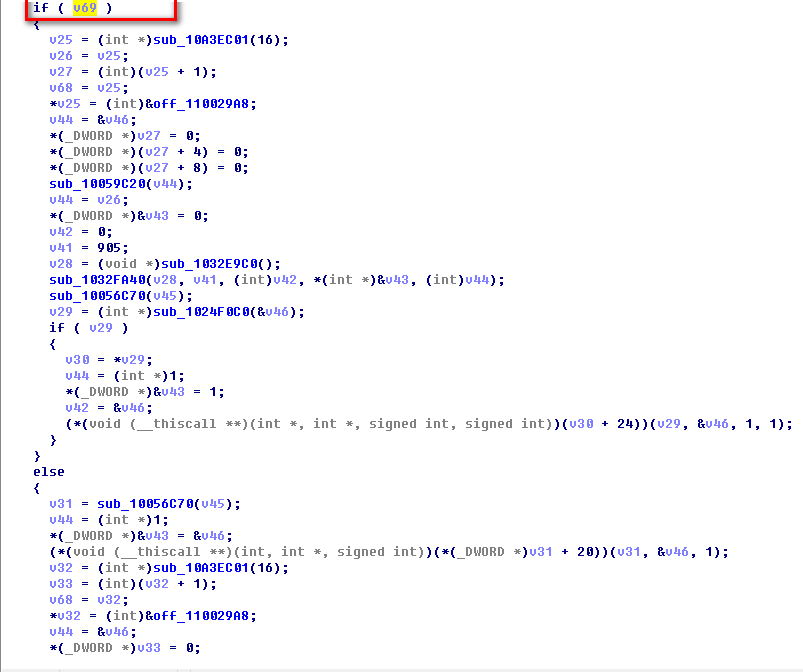 if ( v69 )
{
v25 = (int *)sub_10A3EC01(16);
v26 = v25;
v27 = (int)(v25 + 1);
v68 = v25;
*v25 = (int)&off_110029A8;
v44 = &v46;
*(_DWORD *)v27 = 0;
*(_DWORD *)(v27 + 4) = 0;
*(_DWORD *)(v27 + 8) = 0;
sub_10059C20(v44);
v44 = v26;
*(_DWORD *)&v43 = 0;
v42 = 0;
v41 = 905;
v28 = (void *)sub_1032E9C0();
sub_1032FA40(v28, v41, (int)v42, *(int *)&v43, (int)v44);
sub_10056C70(v45);
v29 = (int *)sub_1024F0C0(&v46);
if ( v29 )
{
v30 = *v29;
v44 = (int *)1;
*(_DWORD *)&v43 = 1;
v42 = &v46;
(*(void (__thiscall **)(int *, int *, signed int, signed int))(v30 + 24))(v29, &v46, 1, 1);
}
}
else
{
v31 = sub_10056C70(v45);
v44 = (int *)1;
*(_DWORD *)&v43 = &v46;
(*(void (__thiscall **)(int, int *, signed int))(*(_DWORD *)v31 + 20))(v31, &v46, 1);
v32 = (int *)sub_10A3EC01(16);
v33 = (int)(v32 + 1);
v68 = v32;
*v32 = (int)&off_110029A8;
v44 = &v46;
*(_DWORD *)v33 = 0;